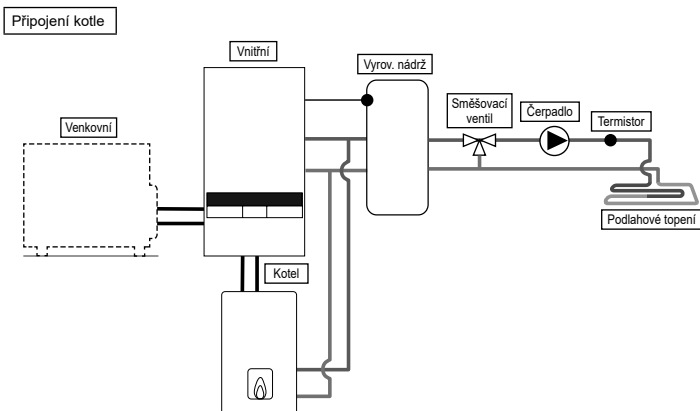 Připojení kotle
Vnitřní
Vyrov. nádrž
Směšovací
ventil
Čerpadlo
Termistor
Venkovní
Podlahové topení
Kotel